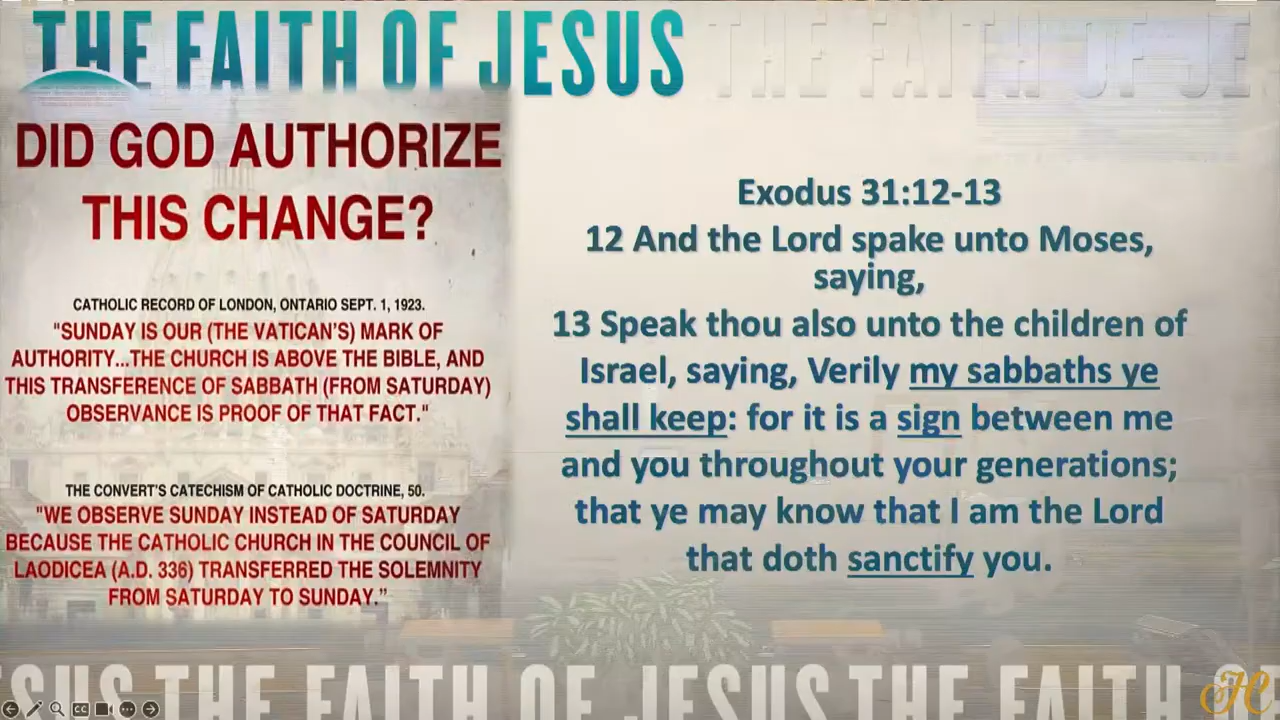 THE FAITH OF JESUS THE FAITH OF JE
DID GOD AUTHORIZE
THIS CHANGE?
CATHOLIC RECORD OF LONDON, ONTARIO SEPT. 1, 1923.
"SUNDAY IS OUR (THE VATICAN'S) MARK OF
AUTHORITY...THE CHURCH IS ABOVE THE BIBLE, AND
THIS TRANSFERENCE OF SABBATH (FROM SATURDAY)
OBSERVANCE IS PROOF OF THAT FACT."
THE CONVERT'S CATECHISM OF CATHOLIC DOCTRINE, 50.
"WE OBSERVE SUNDAY INSTEAD OF SATURDAY
BECAUSE THE CATHOLIC CHURCH IN THE COUNCIL OF
LAODICEA (A.D. 336) TRANSFERRED THE SOLEMNITY
FROM SATURDAY TO SUNDAY.”
Exodus 31:12-13
12 And the Lord spake unto Moses,
saying,
13 Speak thou also unto the children of
Israel, saying, Verily my sabbaths ye
shall keep: for it is a sign between me
and you throughout your generations;
that ye may know that I am the Lord
that doth sanctify you.
SUS THE FAITH OF JESUS THE FAITH
H